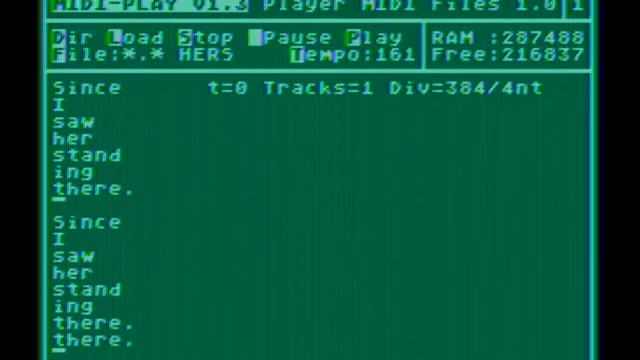 MIDI-PLAY V1.3 Player MIDI Files 1.0 1
Dir Load Stop Pause Play RAM :287488
File:*.* HERS Tempo:161 Free:216837
Since t=0 Tracks=1 Div=384/4nt
I
saw
her
stand
ing
there.
Since
I
saw
her
stand
ing
there.
there.